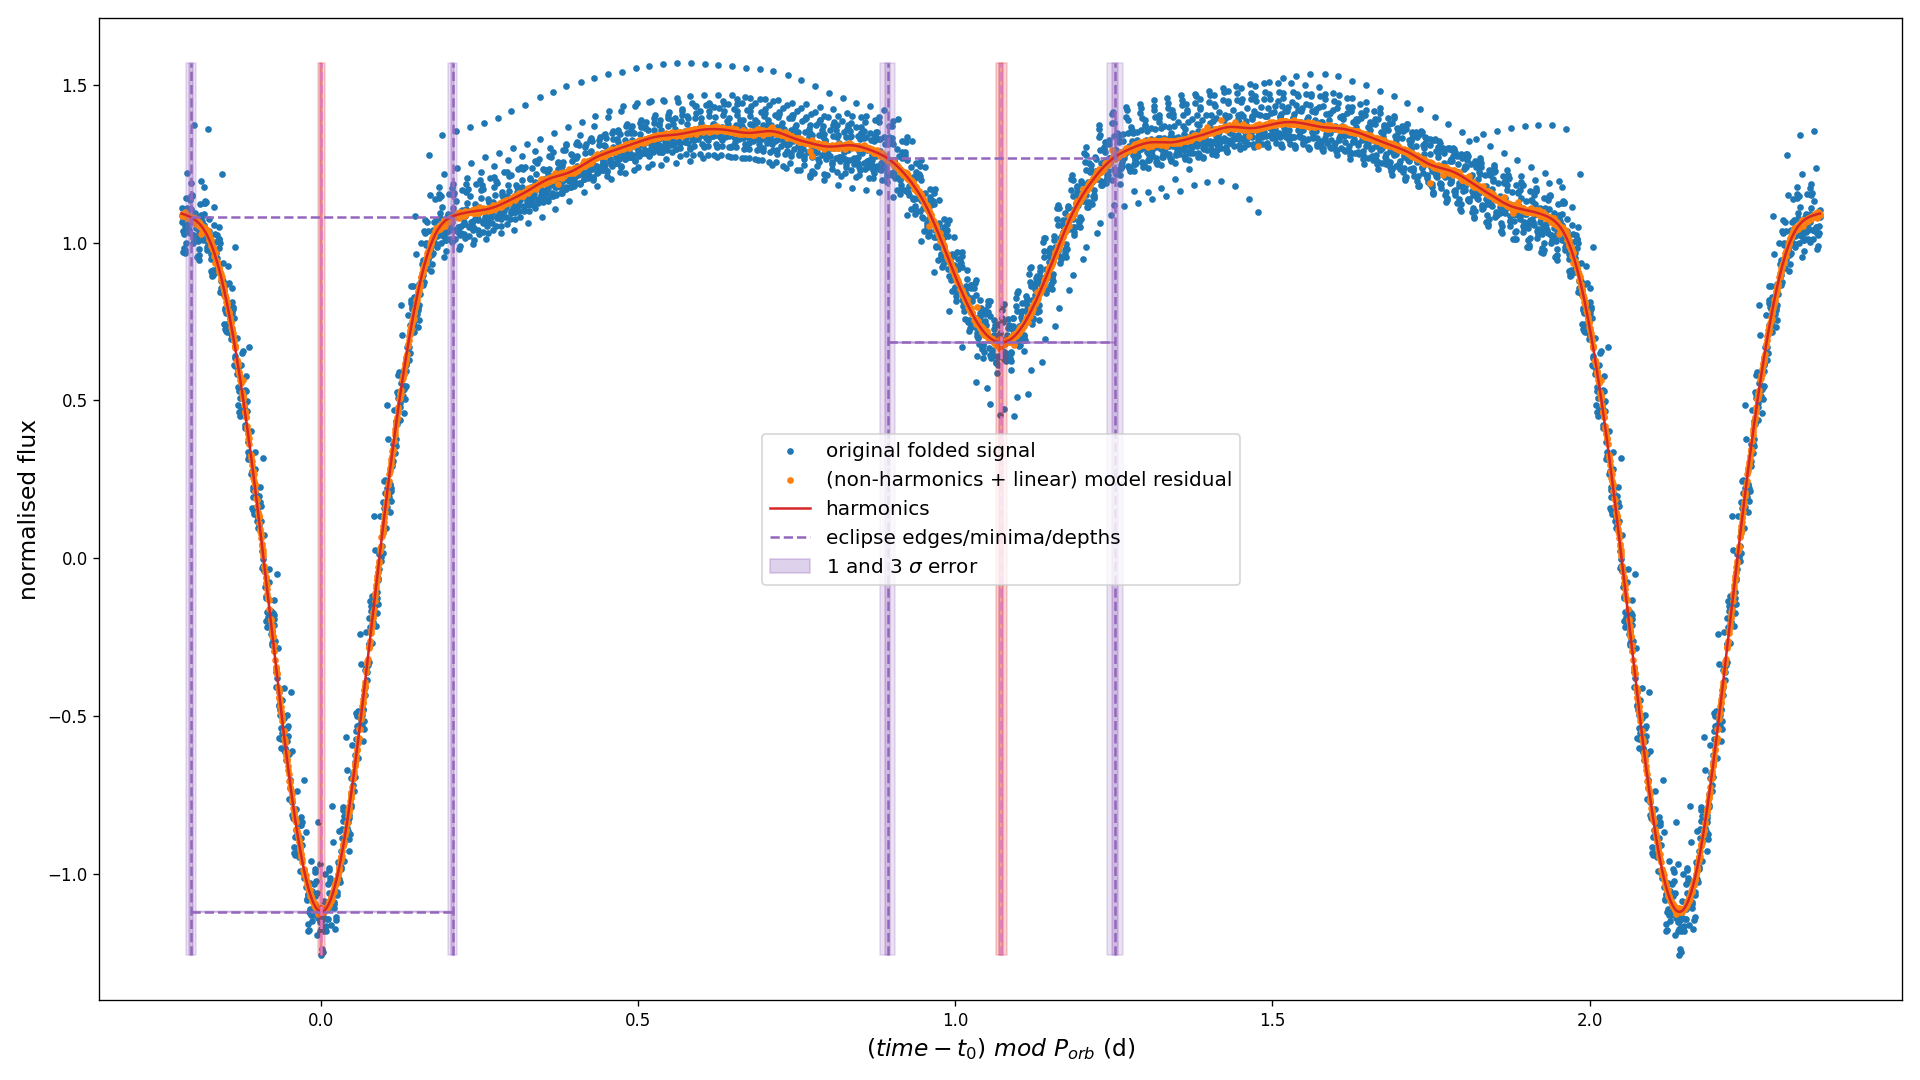 1.5
1.0
0.5
0.0
−0.5
−1.0
normalised flux
original folded signal
(non-harmonics + linear) model residual
harmonics
eclipse edges/minima/depths
1 and 3 σ error
0.0 0.5 1.0 1.5 2.0
(time − t₀) mod Pₒᵣb (d)